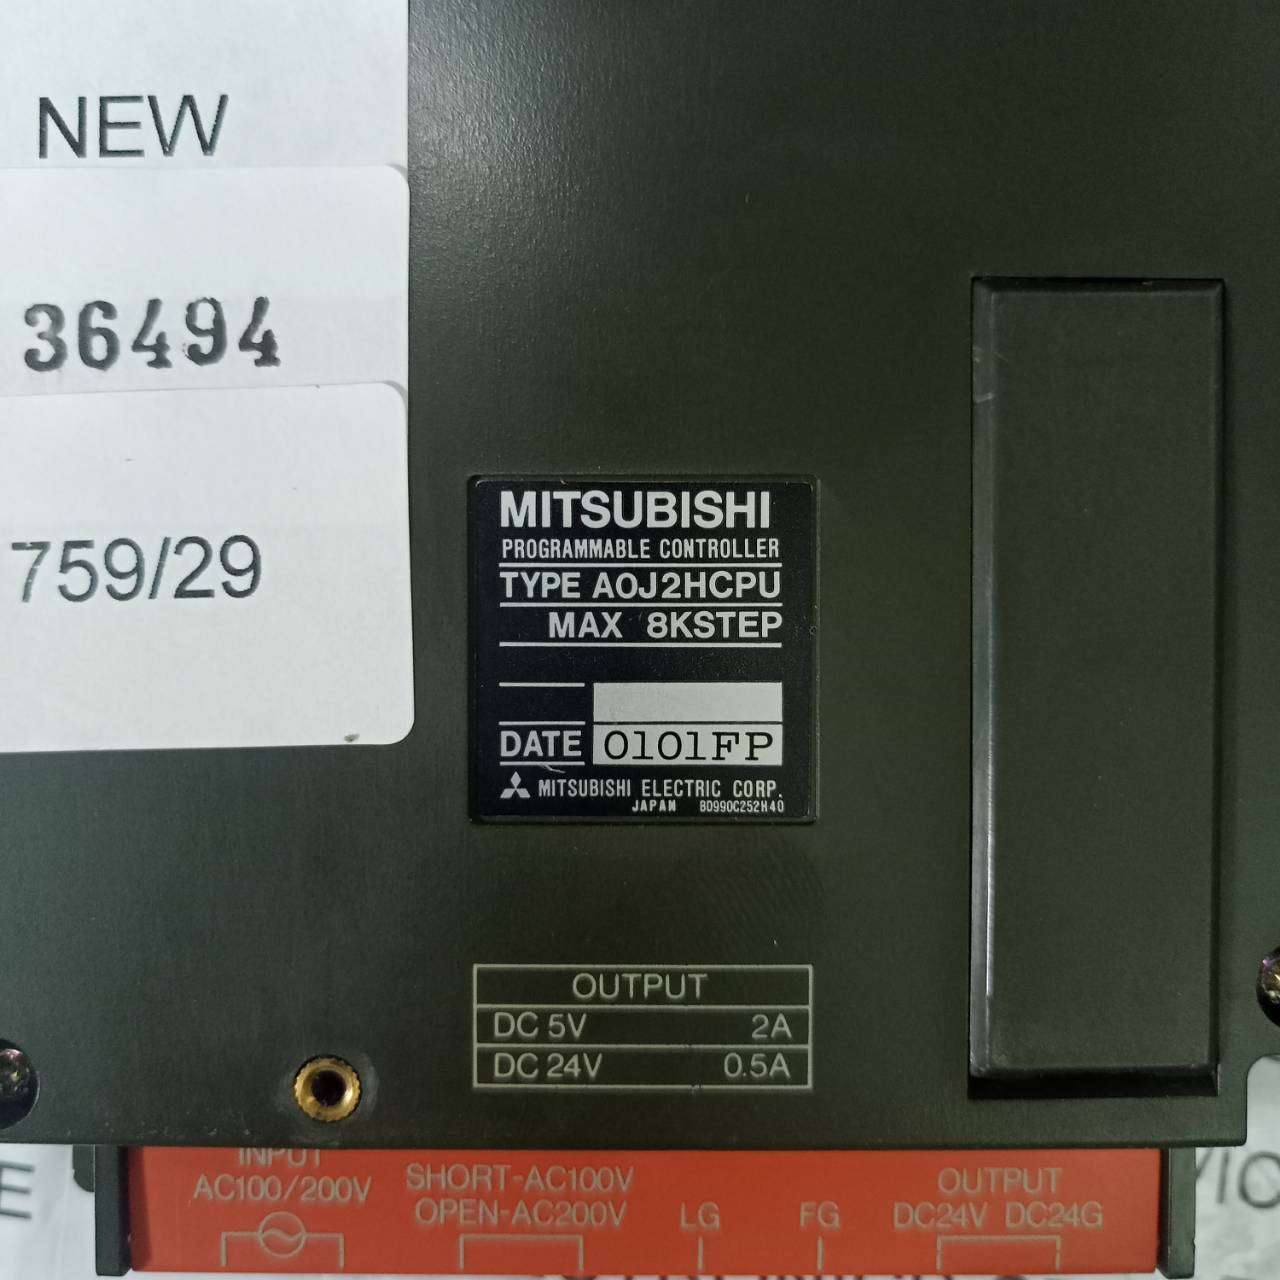 NEW
36494
759/29
MITSUBISHI
PROGRAMMABLE CONTROLLER
TYPE A0J2HCPU
MAX 8KSTEP
DATE 0101FP
MITSUBISHI ELECTRIC CORP.
JAPAN BD990C252H40
OUTPUT
DC 5V 2A
DC 24V 0.5A
INPUT
AC100/200V
SHORT-AC100V
OPEN-AC200V
LG
FG
OUTPUT
DC24V DC24G